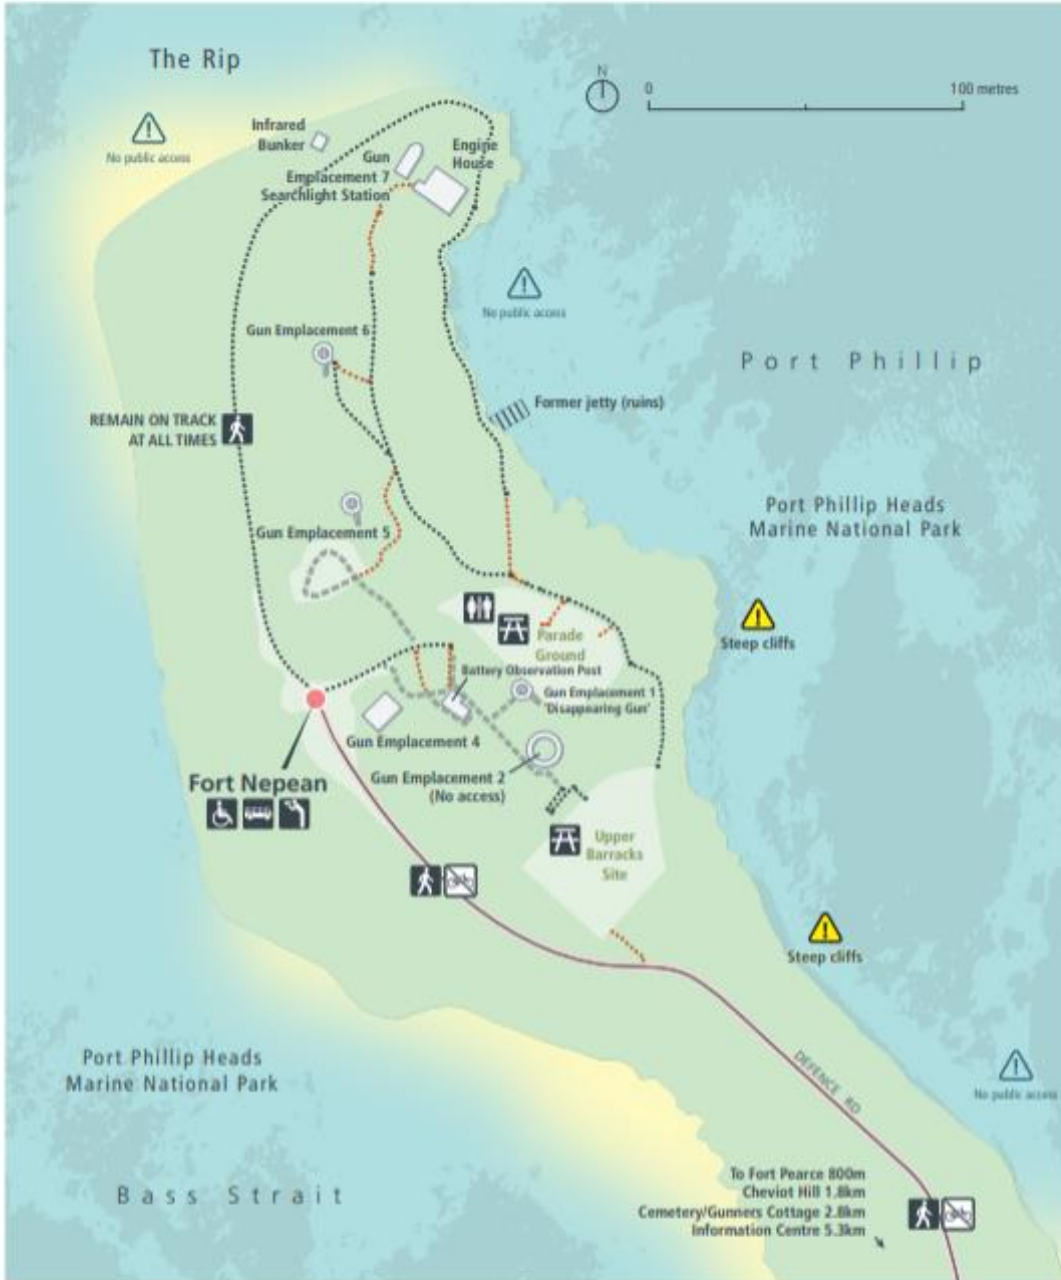 The Rip
N
0
100 metres
No public access
Infrared
Bunker
Gun
Emplacement 7
Searchlight Station
Engine
House
No public access
Gun Emplacement 6
Port Phillip
Former jetty (ruins)
REMAIN ON TRACK
AT ALL TIMES
Port Phillip Heads
Marine National Park
Gun Emplacement 5
Steep cliffs
Parade
Ground
Battery Observation Post
Gun Emplacement 1
'Disappearing Gun'
Gun Emplacement 4
Fort Nepean
Gun Emplacement 2
(No access)
Upper
Barracks
Site
Steep cliffs
Port Phillip Heads
Marine National Park
DEFENCE RD
No public access
Bass Strait
To Fort Pearce 800m
Cheviot Hill 1.8km
Cemetery/Gunners Cottage 2.8km
Information Centre 5.3km